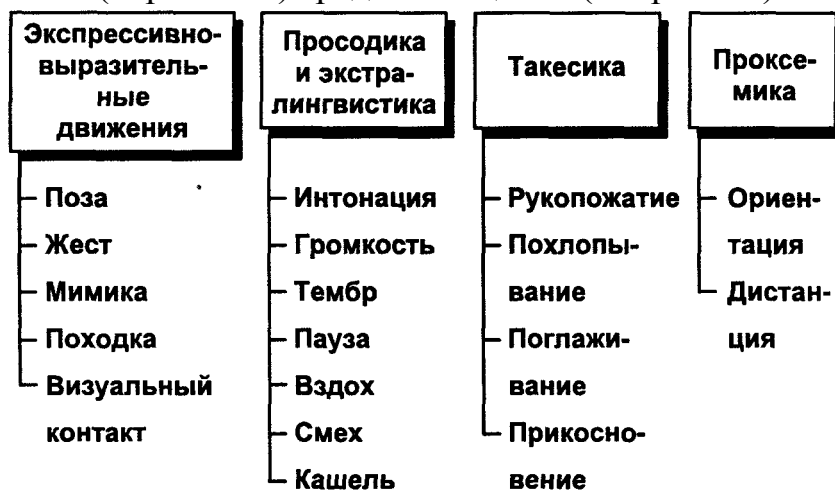 Экспрессивно-
выразитель-
ные
движения
Поза
Жест
Мимика
Походка
Визуальный
контакт
Просодика
и экстра-
лингвистика
Интонация
Громкость
Тембр
Пауза
Вздох
Смех
Кашель
Такесика
Рукопожатие
Похлопы-
вание
Поглажи-
вание
Прикосно-
вение
Проксе-
мика
Ориен-
тация
Дистан-
ция